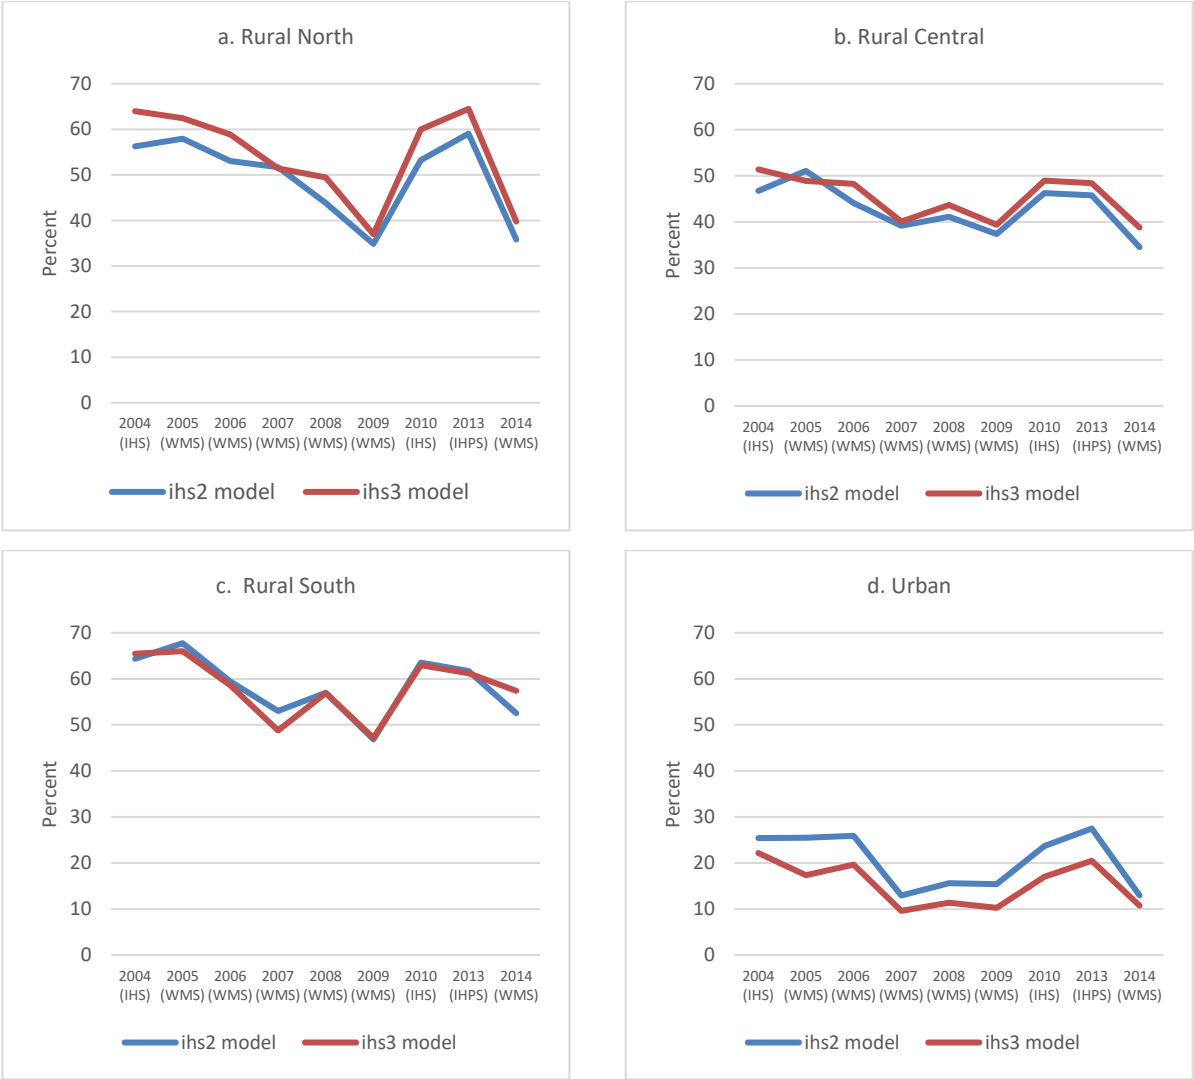 a. Rural North
70
60
50
40
30
20
10
0
Percent
2004 2005 2006 2007 2008 2009 2010 2013 2014
(IHS) (WMS) (WMS) (WMS) (WMS) (WMS) (IHS) (IHPS) (WMS)
ihs2 model ihs3 model
b. Rural Central
70
60
50
40
30
20
10
0
Percent
2004 2005 2006 2007 2008 2009 2010 2013 2014
(IHS) (WMS) (WMS) (WMS) (WMS) (WMS) (IHS) (IHPS) (WMS)
ihs2 model ihs3 model
c. Rural South
70
60
50
40
30
20
10
0
Percent
2004 2005 2006 2007 2008 2009 2010 2013 2014
(IHS) (WMS) (WMS) (WMS) (WMS) (WMS) (IHS) (IHPS) (WMS)
ihs2 model ihs3 model
d. Urban
70
60
50
40
30
20
10
0
Percent
2004 2005 2006 2007 2008 2009 2010 2013 2014
(IHS) (WMS) (WMS) (WMS) (WMS) (WMS) (IHS) (IHPS) (WMS)
ihs2 model ihs3 model